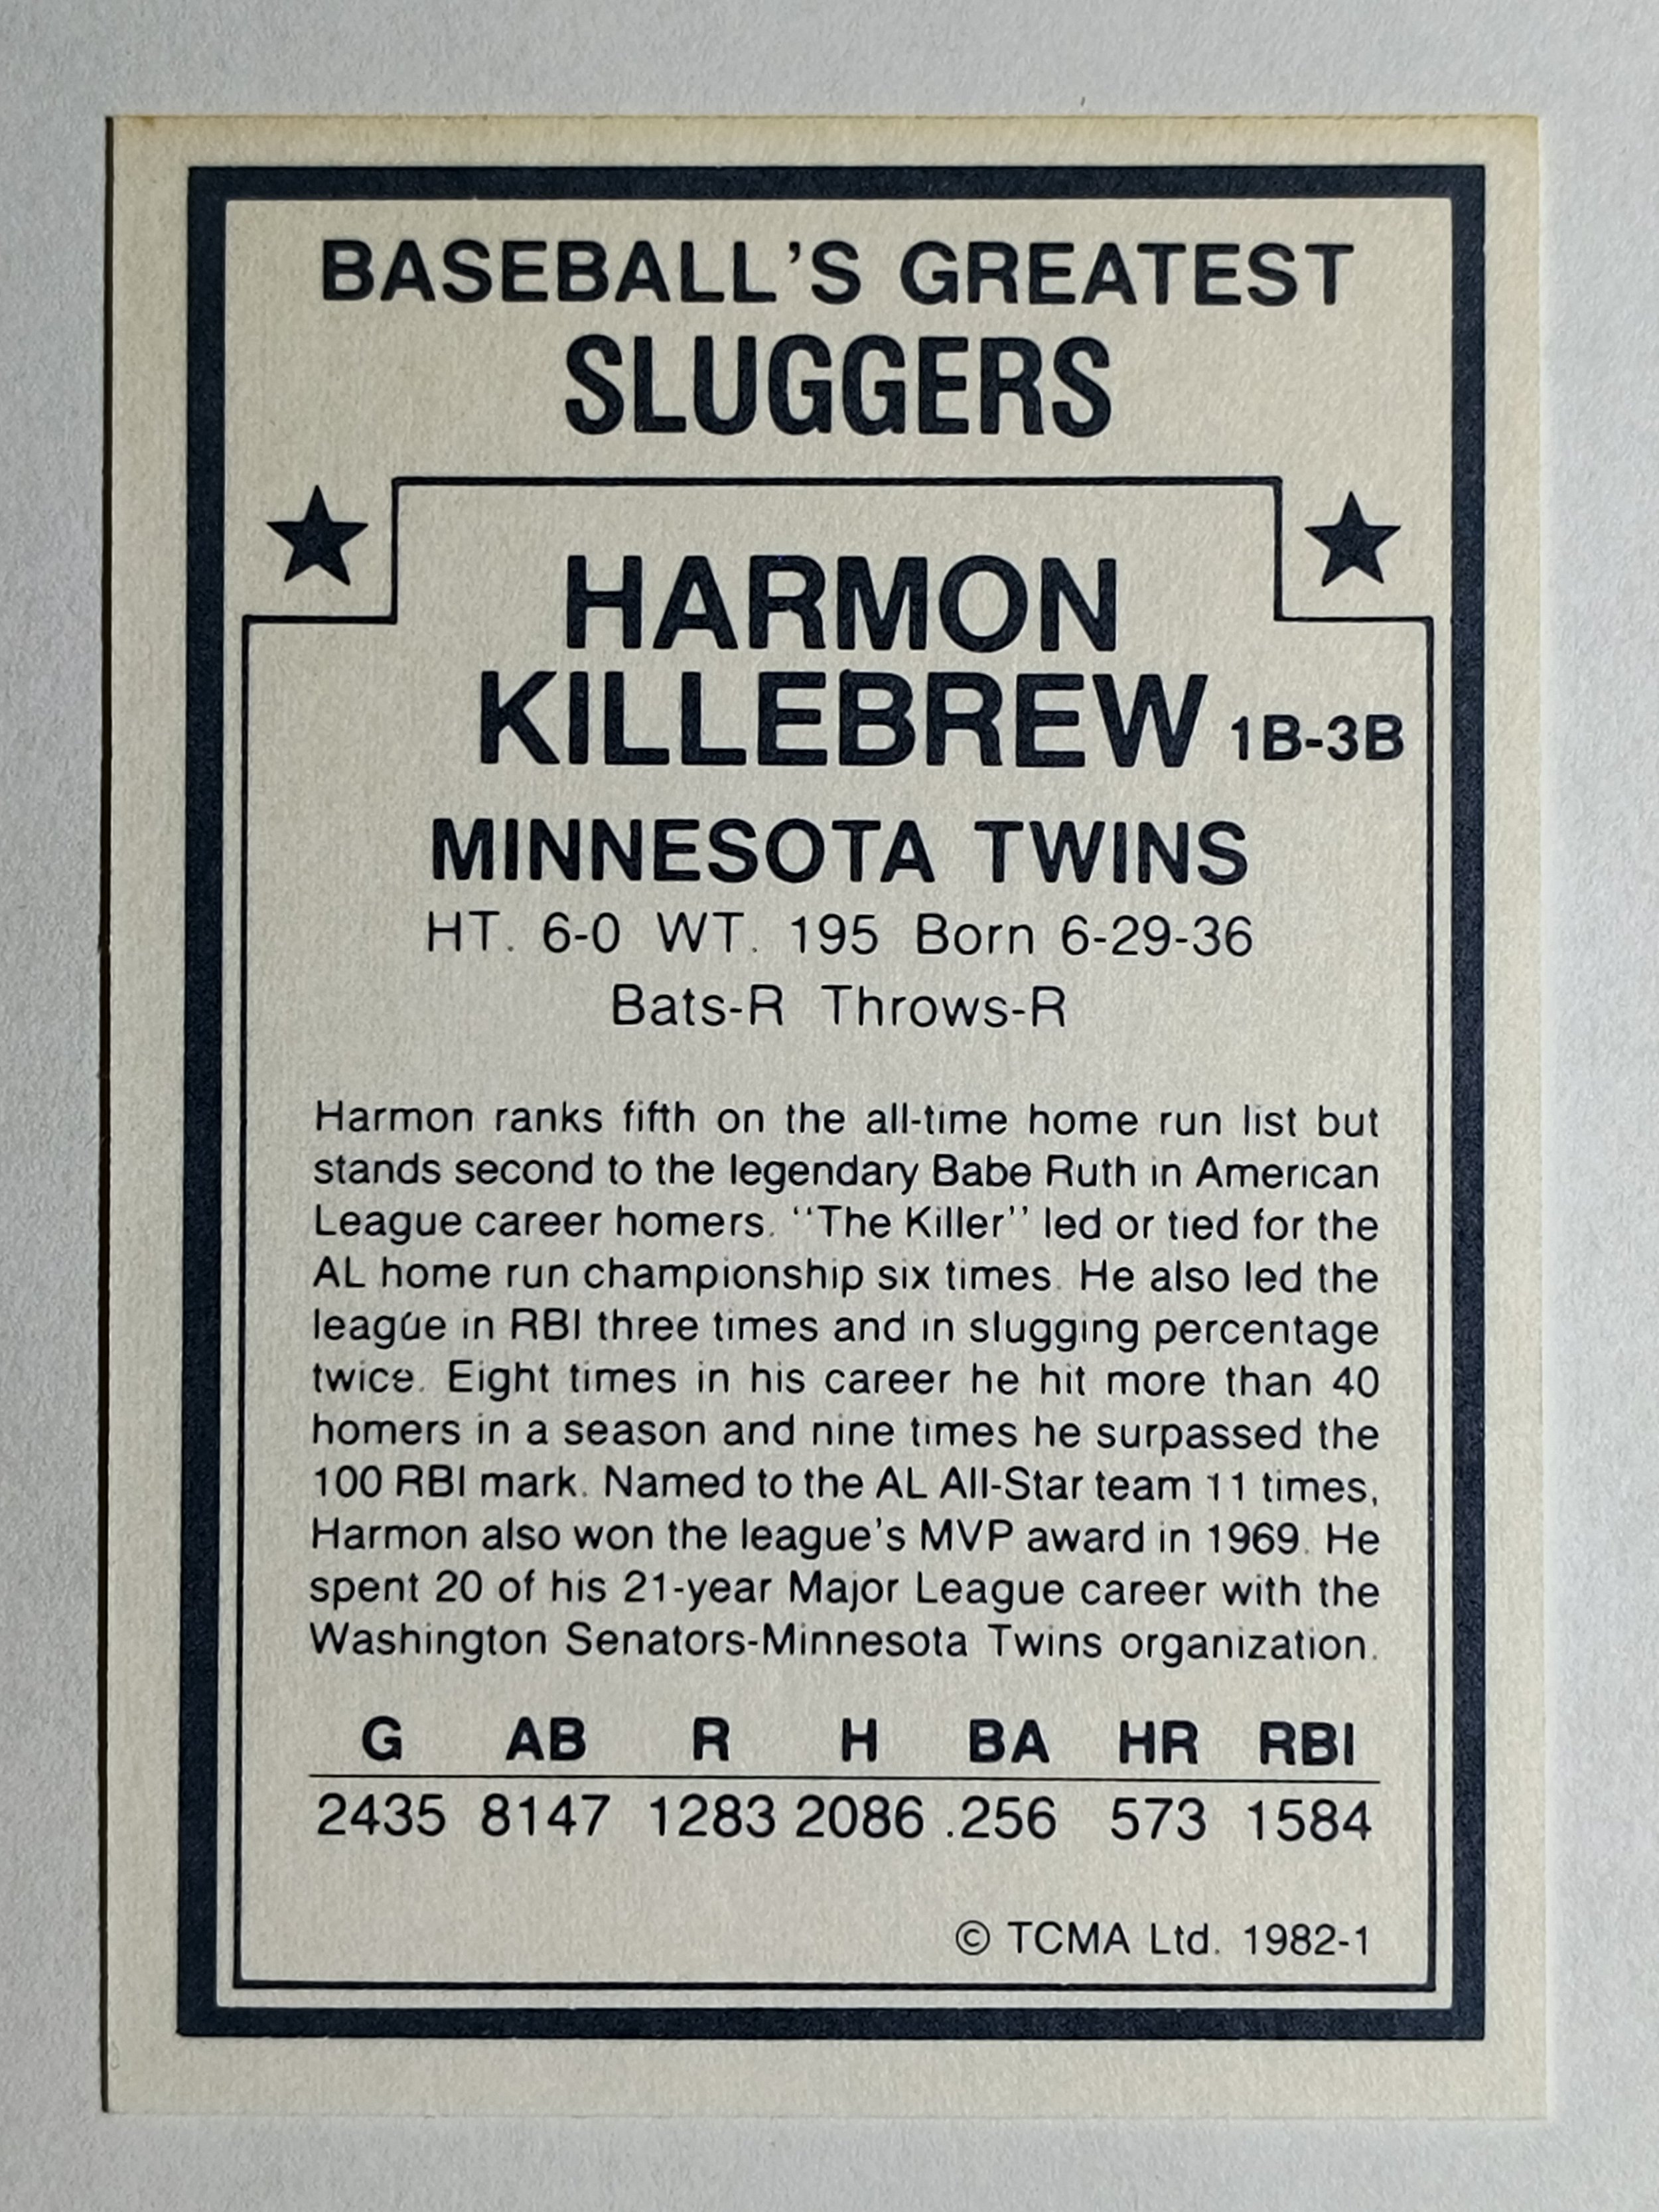 BASEBALL'S GREATEST
SLUGGERS
HARMON
KILLEBREW 1B-3B
MINNESOTA TWINS
HT. 6-0 WT. 195 Born 6-29-36
Bats-R Throws-R
Harmon ranks fifth on the all-time home run list but
stands second to the legendary Babe Ruth in American
League career homers. ''The Killer'' led or tied for the
AL home run championship six times. He also led the
league in RBI three times and in slugging percentage
twice. Eight times in his career he hit more than 40
homers in a season and nine times he surpassed the
100 RBI mark. Named to the AL All-Star team 11 times,
Harmon also won the league's MVP award in 1969. He
spent 20 of his 21-year Major League career with the
Washington Senators-Minnesota Twins organization.
G AB R H BA HR RBI
2435 8147 1283 2086 .256 573 1584
© TCMA Ltd. 1982-1